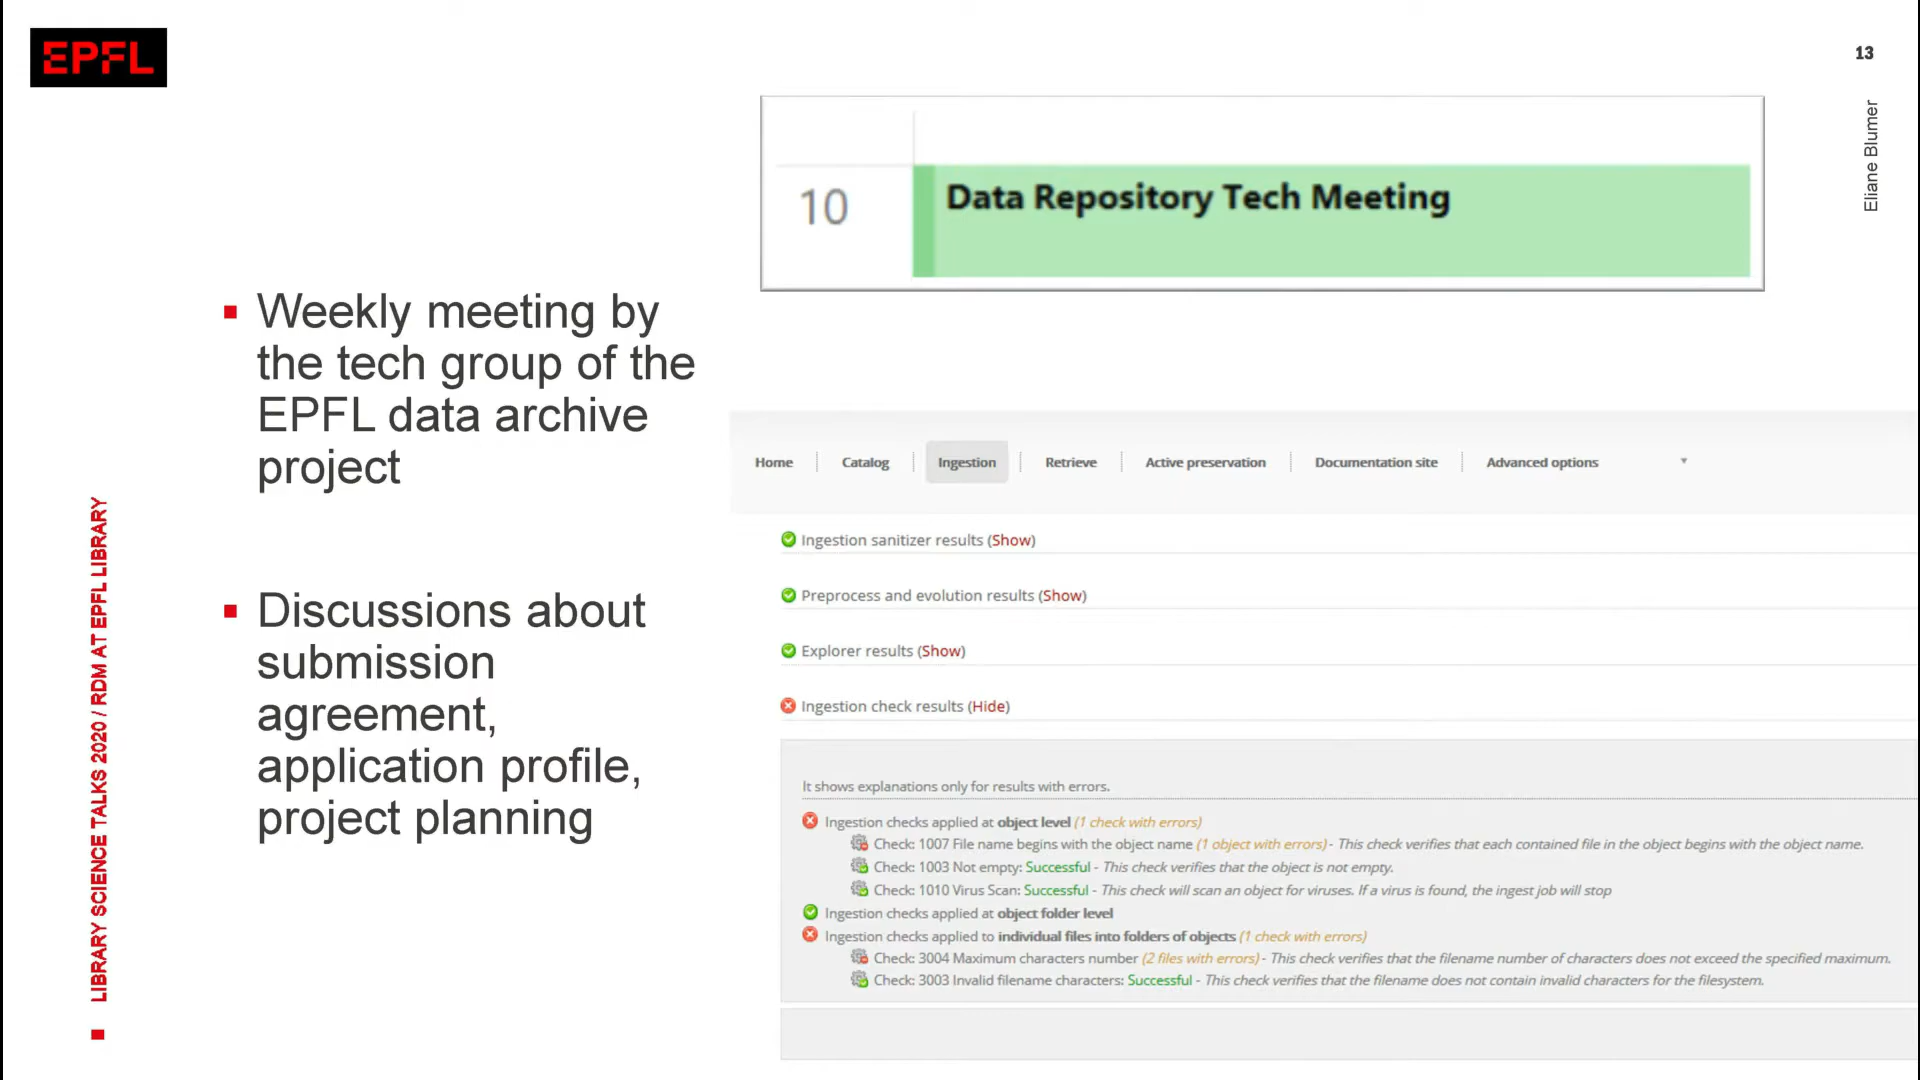 EPFL
13
Eliane Blumer
10
Data Repository Tech Meeting
Weekly meeting by
the tech group of the
EPFL data archive
project
Discussions about
submission
agreement,
application profile,
project planning
LIBRARY SCIENCE TALKS 2020 / RDM AT EPFL LIBRARY
Home
Catalog
Ingestion
Retrieve
Active preservation
Documentation site
Advanced options
Ingestion sanitizer results (Show)
Preprocess and evolution results (Show)
Explorer results (Show)
Ingestion check results (Hide)
It shows explanations only for results with errors.
Ingestion checks applied at object level (1 check with errors)
Check: 1007 File name begins with the object name (1 object with errors) - This check verifies that each contained file in the object begins with the object name.
Check: 1003 Not empty: Successful - This check verifies that the object is not empty.
Check: 1010 Virus Scan: Successful - This check will scan an object for viruses. If a virus is found, the ingest job will stop
Ingestion checks applied at object folder level
Ingestion checks applied to individual files into folders of objects (1 check with errors)
Check: 3004 Maximum characters number (2 files with errors) - This check verifies that the filename number of characters does not exceed the specified maximum.
Check: 3003 Invalid filename characters: Successful - This check verifies that the filename does not contain invalid characters for the filesystem.